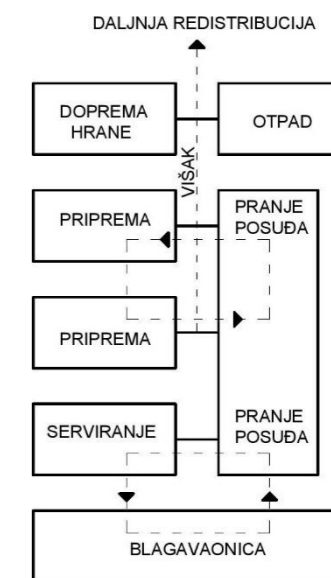 DALJNJA REDISTRIBUCIJA
DOPREMA
HRANE
OTPAD
VIŠAK
PRIPREMA
PRANJE
POSUĐA
PRIPREMA
SERVIRANJE
PRANJE
POSUĐA
BLAGAVAONICA